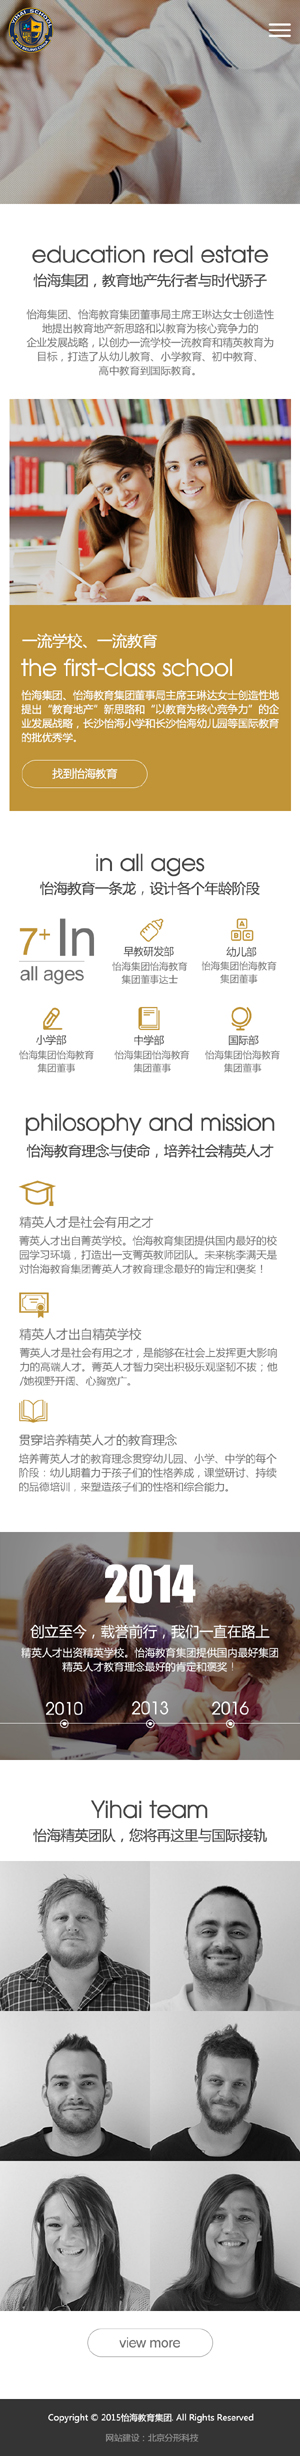 YIHAI SCHOOL
education real estate
怡海集团，教育地产先行者与时代骄子
怡海集团、怡海教育集团董事局主席王琳达女士创造性
地提出教育地产新思路和以教育为核心竞争力的
企业发展战略，以创办一流学校一流教育和精英教育为
目标，打造了从幼儿教育、小学教育、初中教育、
高中教育到国际教育。
一流学校、一流教育
the first-class school
怡海集团、怡海教育集团董事局主席王琳达女士创造性地
提出“教育地产”新思路和“以教育为核心竞争力”的企
业发展战略，长沙怡海小学和长沙怡海幼儿园等国际教育
的批优秀学。
找到怡海教育
in all ages
怡海教育一条龙，设计各个年龄阶段
7+ In
all ages
早教研发部
怡海集团怡海教育
集团董事达士
A
B C
幼儿部
怡海集团怡海教育
集团董事
小学部
怡海集团怡海教育
集团董事
中学部
怡海集团怡海教育
集团董事
国际部
怡海集团怡海教育
集团董事
philosophy and mission
怡海教育理念与使命，培养社会精英人才
精英人才是社会有用之才
菁英人才出自菁英学校。怡海教育集团提供国内最好的校
园学习环境，打造出一支菁英教师团队。未来桃李满天是
对怡海教育集团菁英人才教育理念最好的肯定和褒奖！
精英人才出自精英学校
菁英人才是社会有用之才，是能够在社会上发挥更大影响
力的高端人才。菁英人才智力突出积极乐观坚韧不拔；他
/她视野开阔、心胸宽广。
贯穿培养精英人才的教育理念
培养菁英人才的教育理念贯穿幼儿园、小学、中学的每个
阶段：幼儿期着力于孩子们的性格养成，课堂研讨、持续
的品德培训，来塑造孩子们的性格和综合能力。
2014
创立至今，载誉前行，我们一直在路上
精英人才出资精英学校。怡海教育集团提供国内最好集团
精英人才教育理念最好的肯定和褒奖！
2010 2013 2016
Yihai team
怡海精英团队，您将再这里与国际接轨
view more
Copyright © 2015怡海教育集团. All Rights Reserved
网站建设：北京分形科技